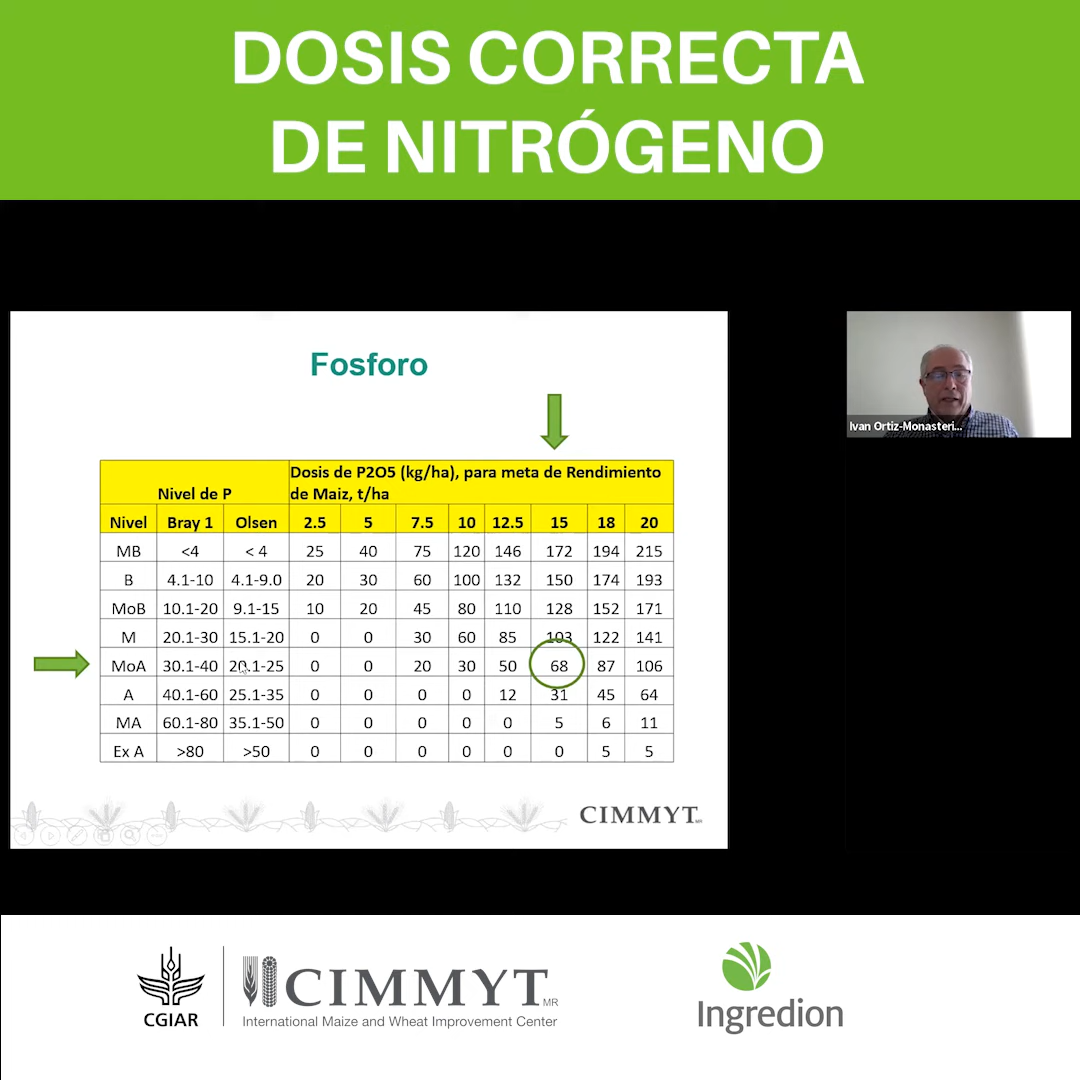 DOSIS CORRECTA
DE NITRÓGENO
Fosforo
Nivel de P
Dosis de P2O5 (kg/ha), para meta de Rendimiento
de Maiz, t/ha
Nivel Bray 1 Olsen 2.5 5 7.5 10 12.5 15 18 20
MB <4 < 4 25 40 75 120 146 172 194 215
B 4.1-10 4.1-9.0 20 30 60 100 132 150 174 193
MoB 10.1-20 9.1-15 10 20 45 80 110 128 152 171
M 20.1-30 15.1-20 0 0 30 60 85 103 122 141
MoA 30.1-40 20.1-25 0 0 20 30 50 68 87 106
A 40.1-60 25.1-35 0 0 0 0 12 31 45 64
MA 60.1-80 35.1-50 0 0 0 0 0 5 6 11
Ex A >80 >50 0 0 0 0 0 0 5 5
CIMMYT MR
Ivan Ortiz-Monasteri...
CGIAR
CIMMYT MR
International Maize and Wheat Improvement Center
Ingredion